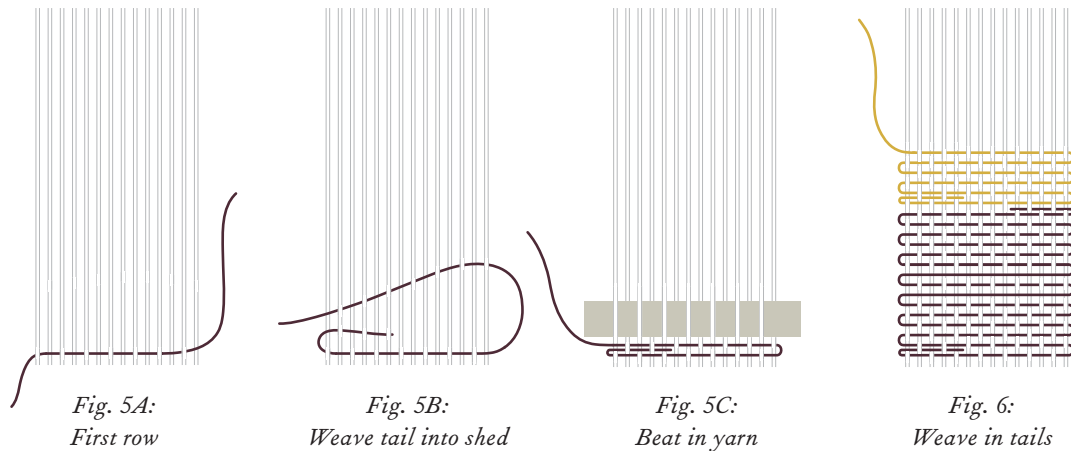 Fig. 5A:
First row
Fig. 5B:
Weave tail into shed
Fig. 5C:
Beat in yarn
Fig. 6:
Weave in tails